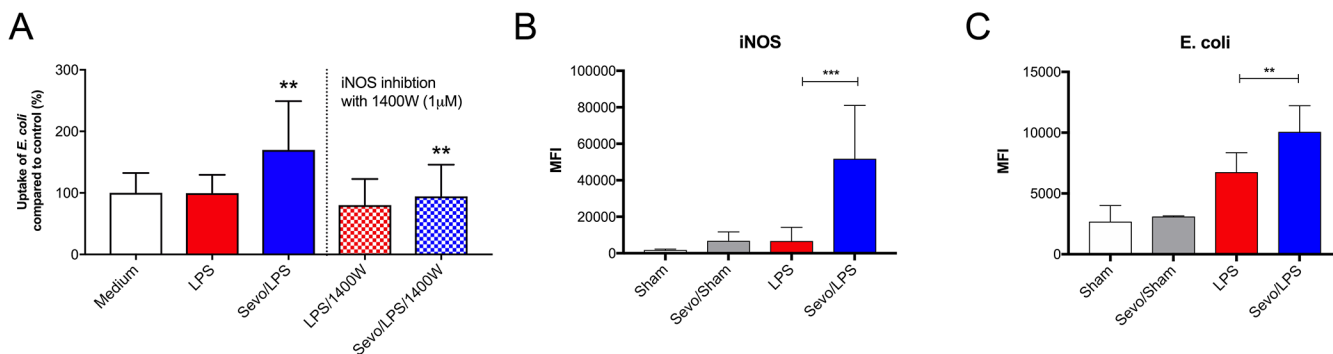 A
Uptake of E. coli
compared to control (%)
300
200
100
0
**
**
iNOS inhibtion
with 1400W (1μM)
Medium
LPS
Sevo/LPS
LPS/1400W
Sevo/LPS/1400W
B
iNOS
MFI
100000
80000
60000
40000
20000
0
***
Sham
Sevo/Sham
LPS
Sevo/LPS
C
E. coli
MFI
15000
10000
5000
0
**
Sham
Sevo/Sham
LPS
Sevo/LPS